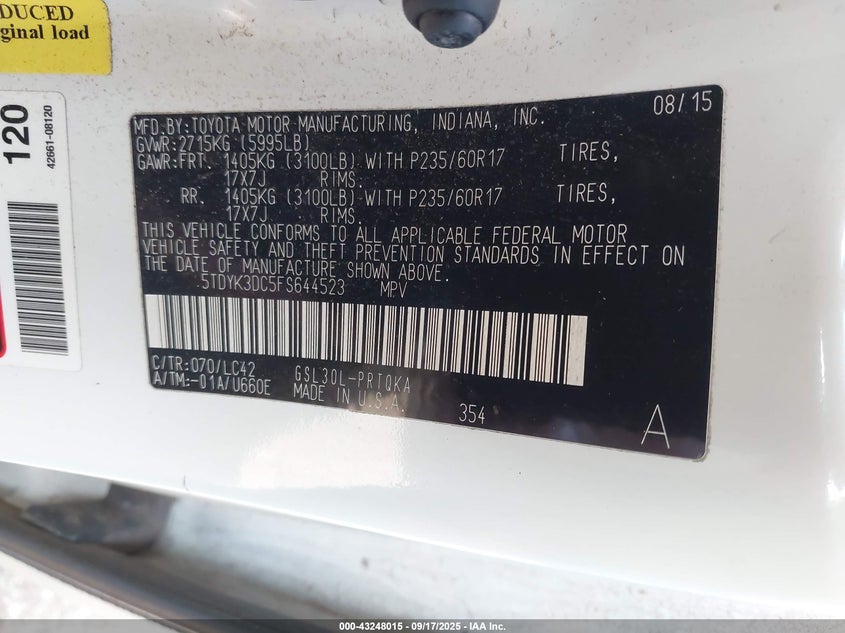 DUCED
ginal load
120
42661-08120
MFD.BY:TOYOTA MOTOR MANUFACTURING, INDIANA, INC. 08/15
GVWR:2715KG (5995LB)
GAWR:FRT. 1405KG (3100LB) WITH P235/60R17 TIRES,
17X7J RIMS.
RR. 1405KG (3100LB) WITH P235/60R17 TIRES,
17X7J RIMS.
THIS VEHICLE CONFORMS TO ALL APPLICABLE FEDERAL MOTOR
VEHICLE SAFETY AND THEFT PREVENTION STANDARDS IN EFFECT ON
THE DATE OF MANUFACTURE SHOWN ABOVE.
5TDYK3DC5FS644523 MPV
C/TR:070/LC42 GSL30L-PRTQKA
A/TM:-01A/U660E MADE IN U.S.A.
354
A
000-43248015 - 09/17/2025 - IAA Inc.